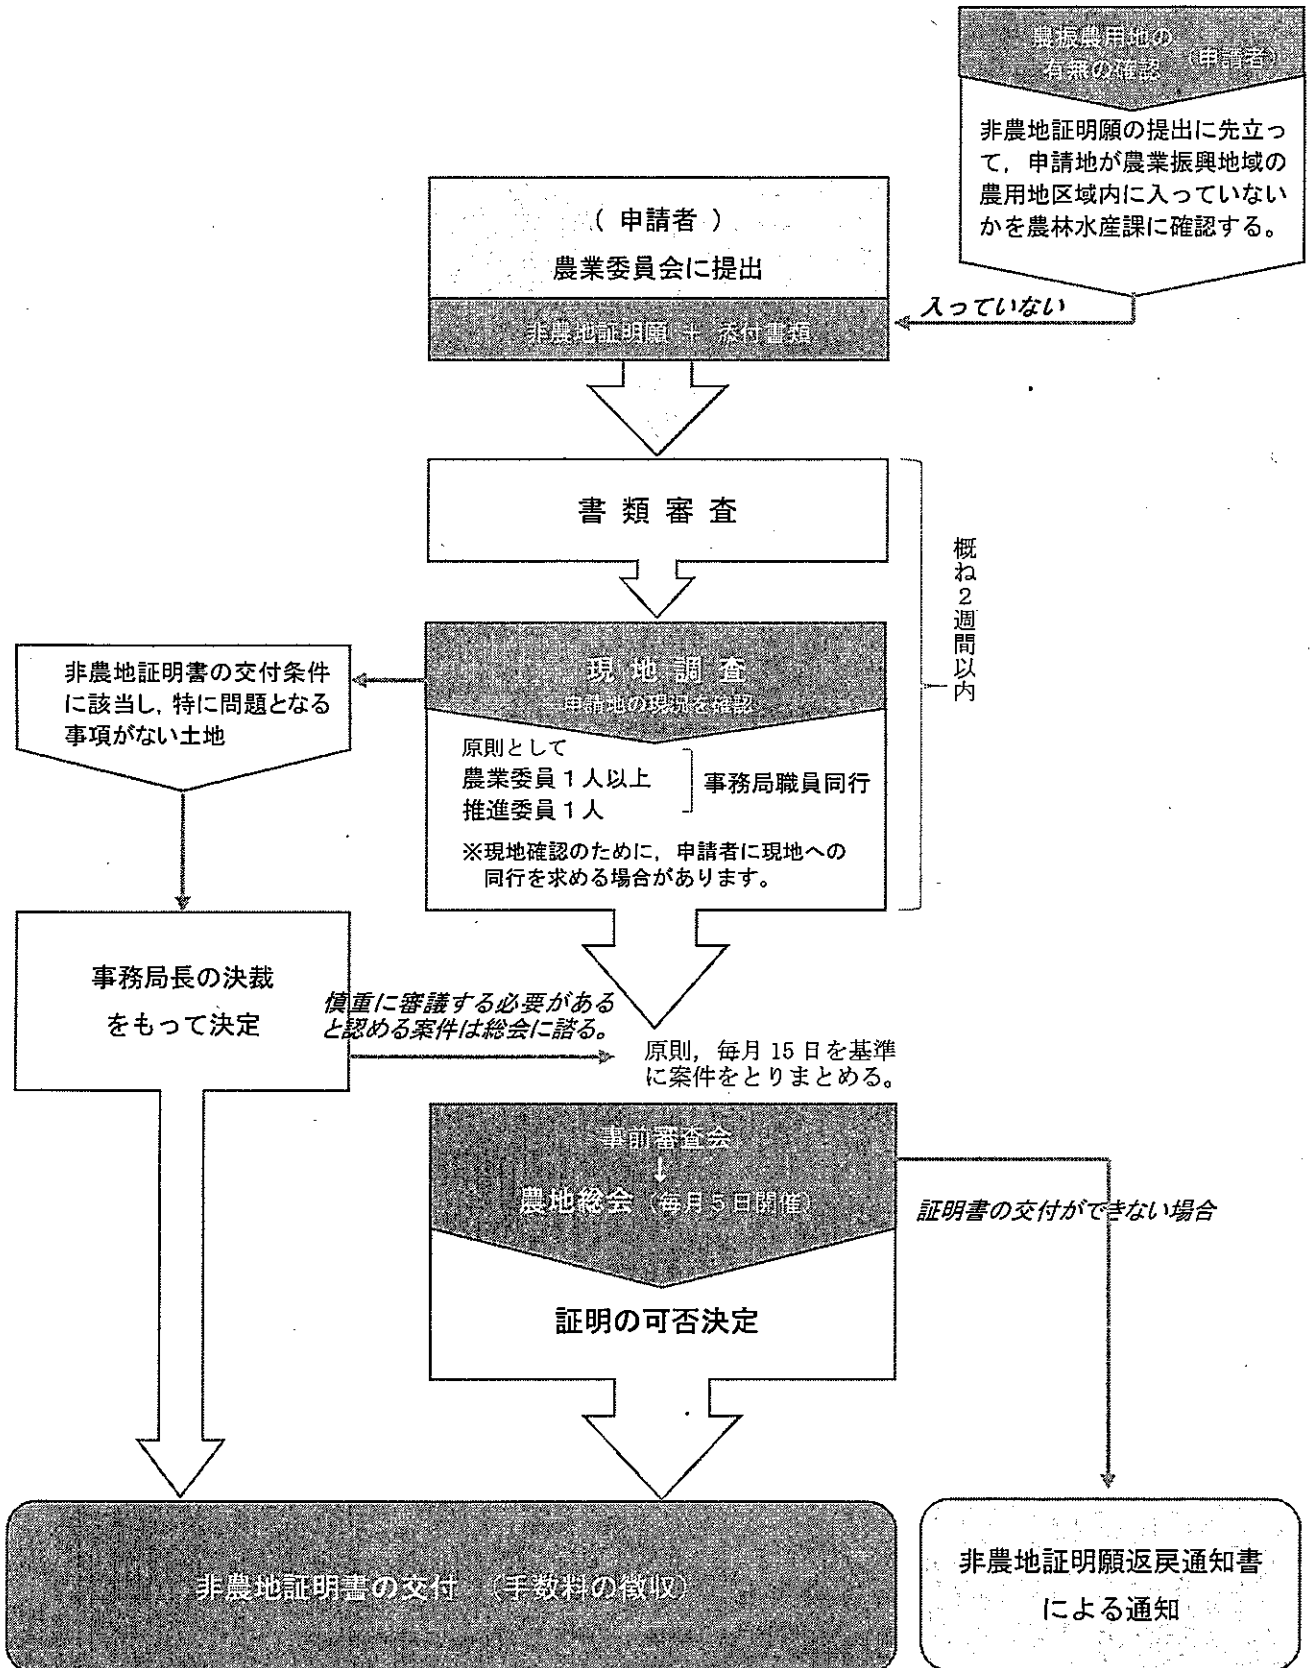 農振農用地の
有無の確認 (申請者)
非農地証明願の提出に先立っ
て，申請地が農業振興地域の
農用地区域内に入っていない
かを農林水産課に確認する。
入っていない
( 申請者 )
農業委員会に提出
非農地証明願 + 添付書類
書類審査
概ね２週間以内
現地調査
申請地の現況を確認
原則として
農業委員１人以上
推進委員１人
事務局職員同行
※現地確認のために，申請者に現地への
同行を求める場合があります。
非農地証明書の交付条件
に該当し，特に問題となる
事項がない土地
事務局長の決裁
をもって決定
慎重に審議する必要がある
と認める案件は総会に諮る。
原則，毎月 15 日を基準
に案件をとりまとめる。
事前審査会
↓
農地総会（毎月５日開催）
証明の可否決定
証明書の交付ができない場合
非農地証明書の交付 （手数料の徴収）
非農地証明願返戻通知書
による通知